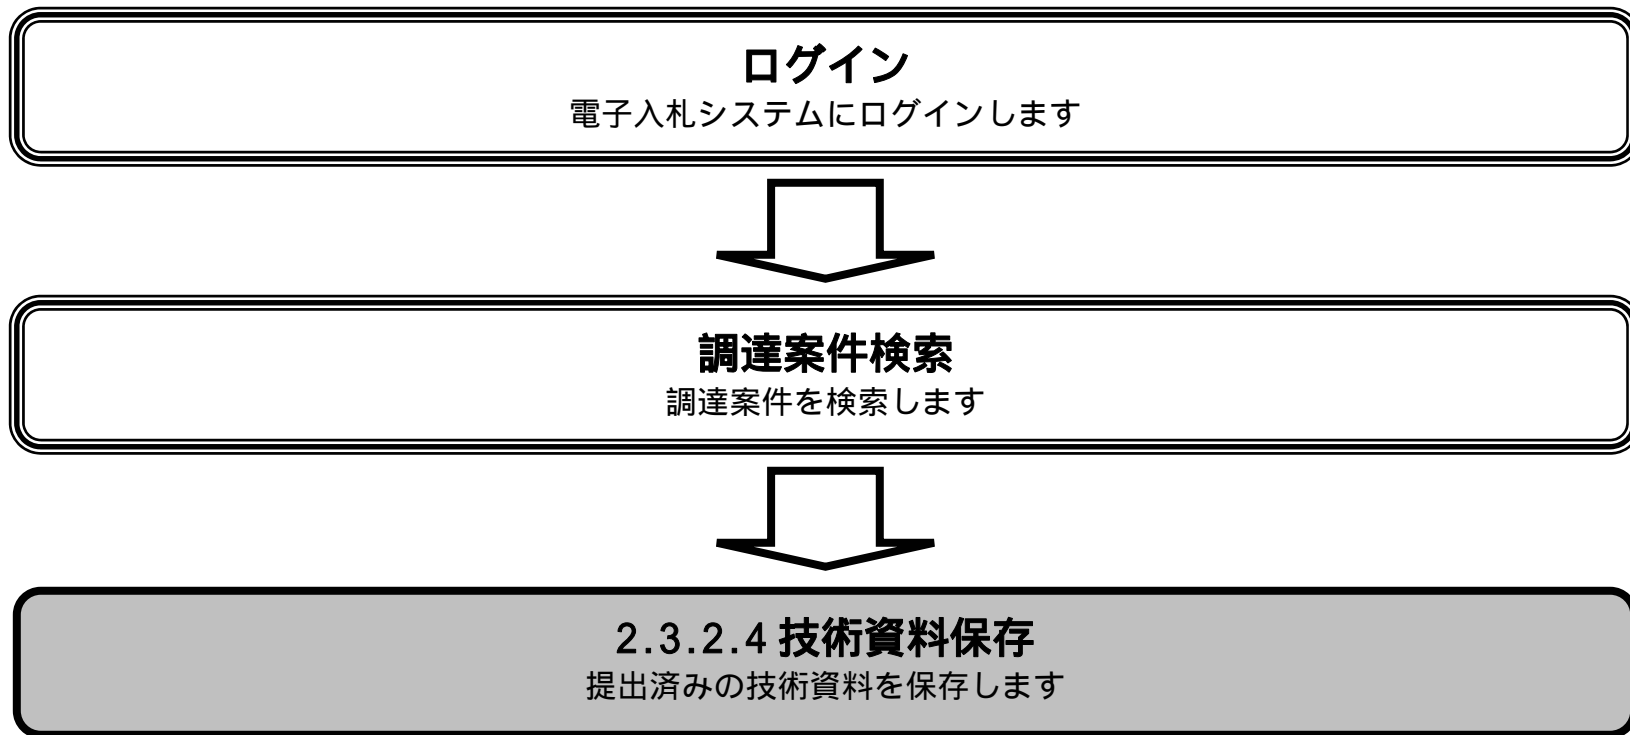 ログイン
電子入札システムにログインします
調達案件検索
調達案件を検索します
2.3.2.4 技術資料保存
提出済みの技術資料を保存します